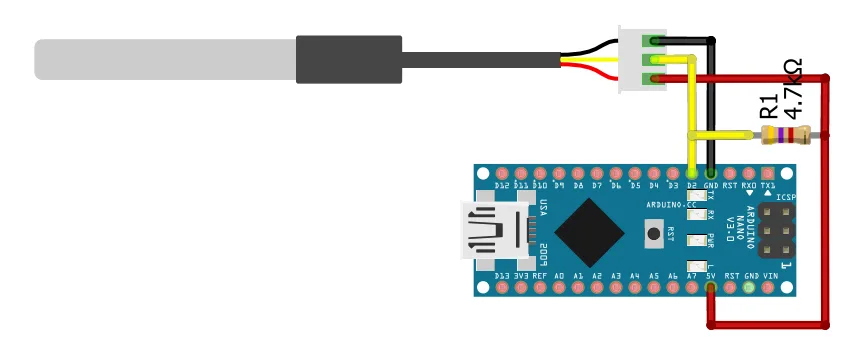 R1
4.7kΩ
D12 D11 D10 D9 D8 D7 D6 D5 D4 D3 D2 GND RST RX0 TX1
TX
RX
PWR
L
USA
2009
ARDUINO.CC
RST
ARDUINO
NANO
V3.0
ICSP
1
D13 3V3 REF A0 A1 A2 A3 A4 A5 A6 A7 5V RST GND VIN